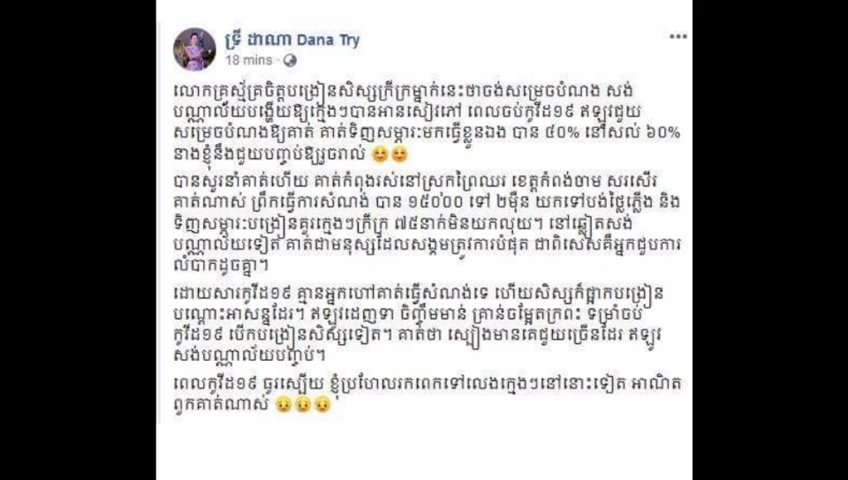 ទ្រី ដាណា Dana Try
18 mins
លោកគ្រូស្ម័គ្រចិត្តបង្រៀនសិស្សក្រីក្រម្នាក់នេះថាចង់សម្រេចបំណង សង់
បណ្ណាល័យបង្ហើយឱ្យក្មេងៗបានអានសៀវភៅ ពេលចប់កូវីដ១៩ ឥឡូវជួយ
សម្រេចបំណងឱ្យគាត់ គាត់ទិញសម្ភារៈមកធ្វើខ្លួនឯង បាន ៤០% នៅសល់ ៦០%
នាងខ្ញុំនឹងជួយបញ្ចប់ឱ្យរួចរាល់ 😊😊
បានសួរនាំគាត់ហើយ គាត់កំពុងរស់នៅស្រុកព្រៃឈរ ខេត្តកំពង់ចាម សរសើរ
គាត់ណាស់ ព្រឹកធ្វើការសំណង់ បាន ១៥០០០ ទៅ ២ម៉ឺន យកទៅបង់ថ្លៃភ្លើង និង
ទិញសម្ភារៈបង្រៀនគួរក្មេងៗក្រីក្រ ៧៥នាក់មិនយកលុយ។ នៅឆ្លៀតសង់
បណ្ណាល័យទៀត គាត់ជាមនុស្សដែលសង្គមត្រូវការបំផុត ជាពិសេសគឺអ្នកជួបការ
លំបាកដូចគ្នា។
ដោយសារកូវីដ១៩ គ្មានអ្នកហៅគាត់ធ្វើសំណង់ទេ ហើយសិស្សក៏ផ្អាកបង្រៀន
បណ្តោះអាសន្នដែរ។ ឥឡូវដេញទា ចិញ្ចឹមមាន់ គ្រាន់ចម្អែតក្រពះ ទម្រាំចប់
កូវីដ១៩ បើកបង្រៀនសិស្សទៀត។ គាត់ថា ស្បៀងមានគេជួយច្រើនដែរ ឥឡូវ
សង់បណ្ណាល័យបញ្ចប់។
ពេលកូវីដ១៩ ធូរស្បើយ ខ្ញុំប្រហែលរកពេកទៅលេងក្មេងៗនៅនោះទៀត អាណិត
ពួកគាត់ណាស់ 😥😥😥